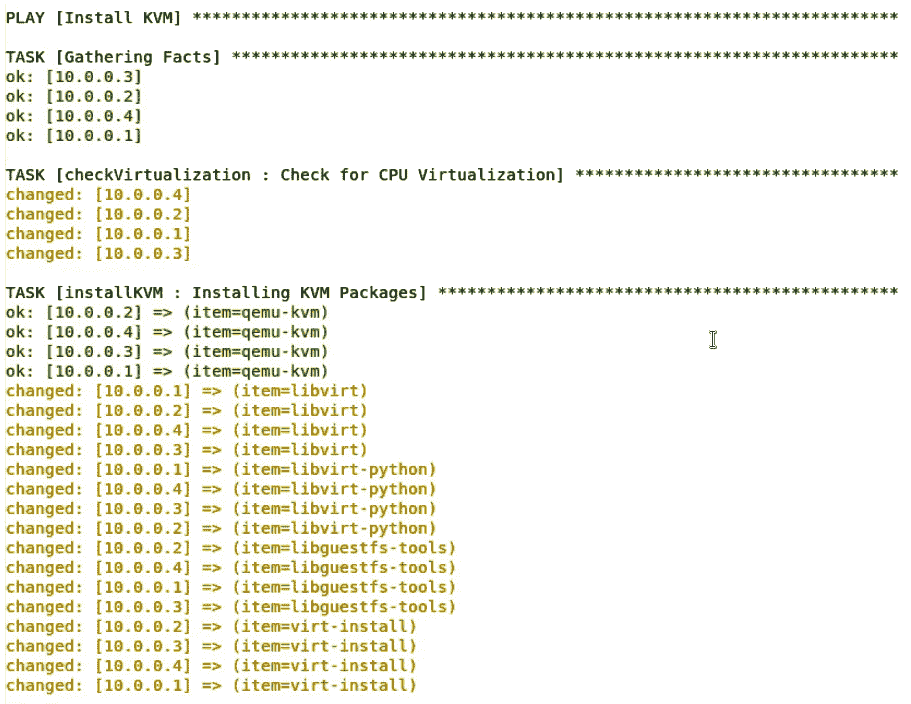 PLAY [Install KVM] ************************************************************************
TASK [Gathering Facts] ********************************************************************
ok: [10.0.0.3]
ok: [10.0.0.2]
ok: [10.0.0.4]
ok: [10.0.0.1]
TASK [checkVirtualization : Check for CPU Virtualization] *********************************
changed: [10.0.0.4]
changed: [10.0.0.2]
changed: [10.0.0.1]
changed: [10.0.0.3]
TASK [installKVM : Installing KVM Packages] ***********************************************
ok: [10.0.0.2] => (item=qemu-kvm)
ok: [10.0.0.4] => (item=qemu-kvm)
ok: [10.0.0.3] => (item=qemu-kvm)
ok: [10.0.0.1] => (item=qemu-kvm)
changed: [10.0.0.1] => (item=libvirt)
changed: [10.0.0.2] => (item=libvirt)
changed: [10.0.0.4] => (item=libvirt)
changed: [10.0.0.3] => (item=libvirt)
changed: [10.0.0.1] => (item=libvirt-python)
changed: [10.0.0.4] => (item=libvirt-python)
changed: [10.0.0.3] => (item=libvirt-python)
changed: [10.0.0.2] => (item=libvirt-python)
changed: [10.0.0.2] => (item=libguestfs-tools)
changed: [10.0.0.4] => (item=libguestfs-tools)
changed: [10.0.0.1] => (item=libguestfs-tools)
changed: [10.0.0.3] => (item=libguestfs-tools)
changed: [10.0.0.2] => (item=virt-install)
changed: [10.0.0.3] => (item=virt-install)
changed: [10.0.0.4] => (item=virt-install)
changed: [10.0.0.1] => (item=virt-install)